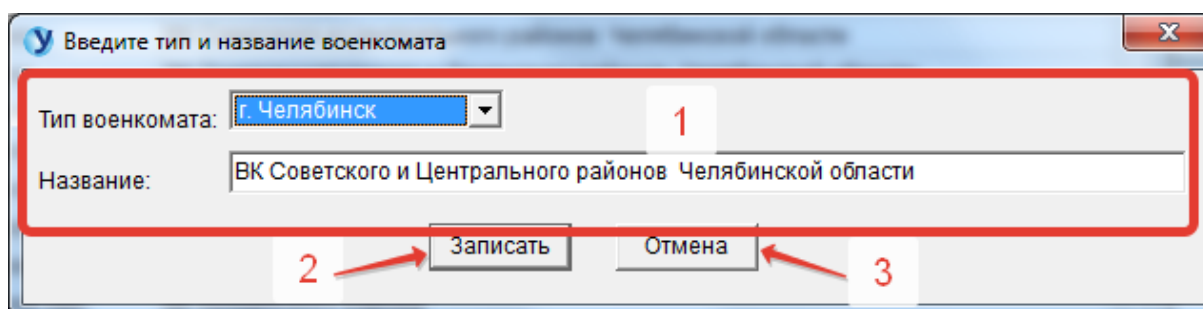 Введите тип и название военкомата
Тип военкомата: г. Челябинск
1
Название: ВК Советского и Центрального районов Челябинской области
Записать Отмена
2 3